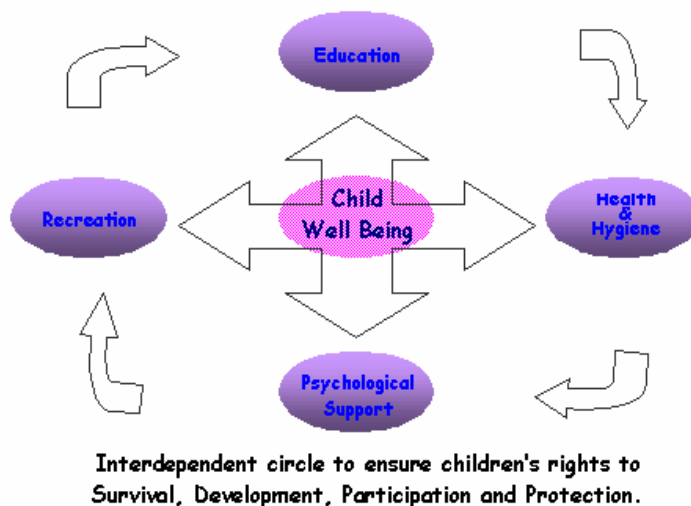 Education
Child
Well Being
Recreation
Health
&
Hygiene
Psychological
Support
Interdependent circle to ensure children's rights to
Survival, Development, Participation and Protection.